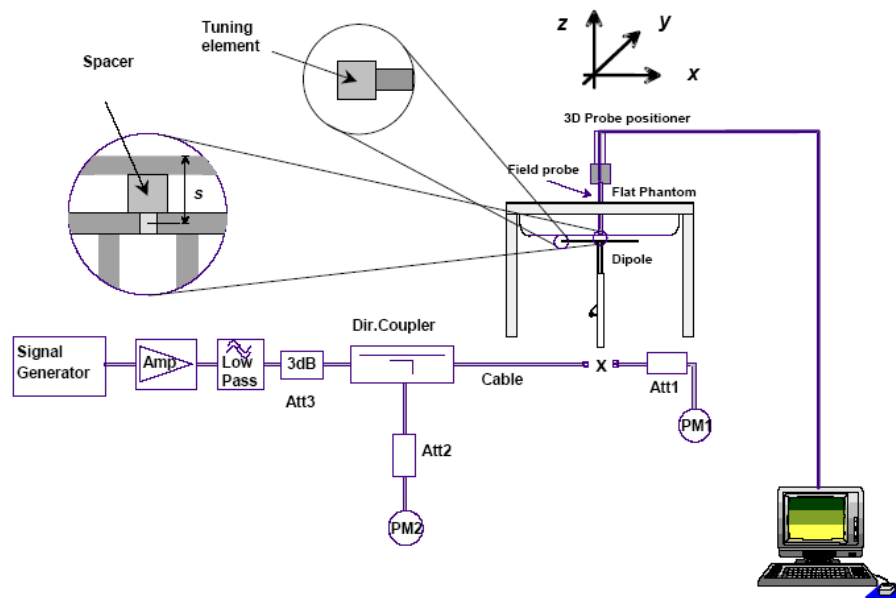 Tuning
element
z
y
x
Spacer
3D Probe positioner
s
Field probe
Flat Phantom
Dipole
Dir.Coupler
Signal
Generator
Amp
Low
Pass
3dB
Att3
Cable
x
Att1
PM1
Att2
PM2